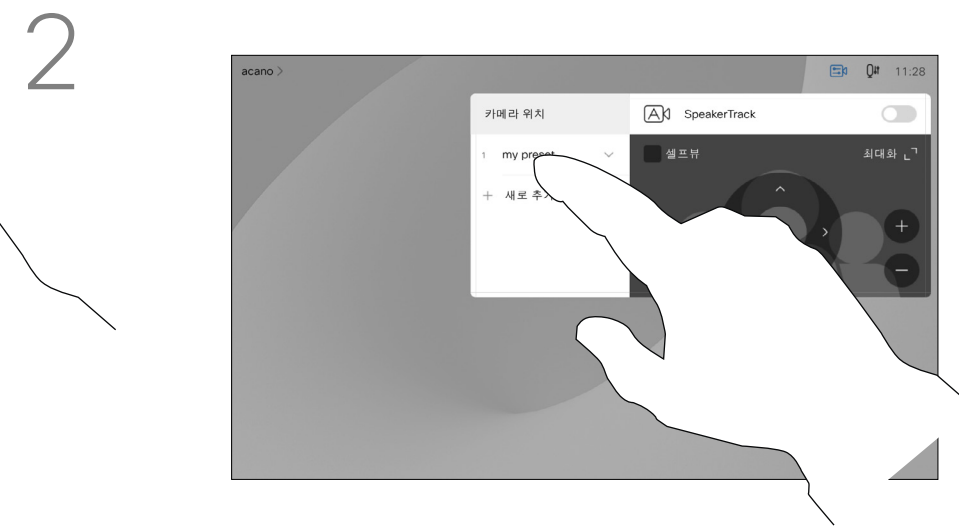 2
acano >
11:28
카메라 위치
SpeakerTrack
1 my preset
셀프뷰
최대화
+ 새로 추가